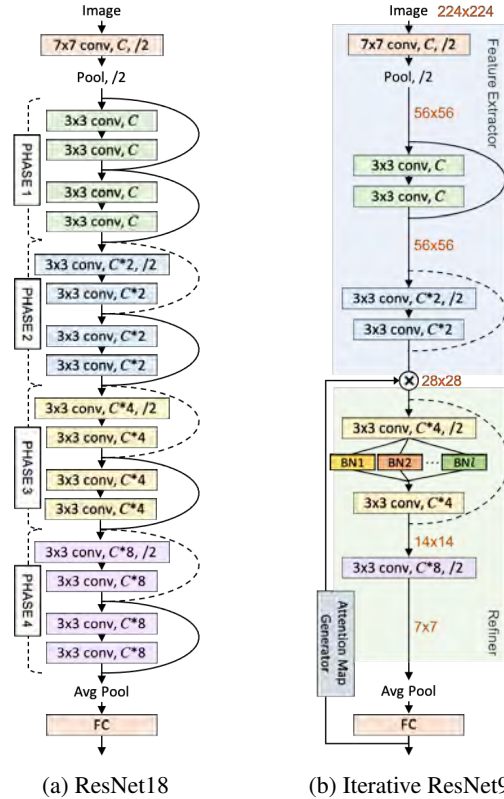 Image
7x7 conv, C, /2
Pool, /2
PHASE 1
3x3 conv, C
3x3 conv, C
3x3 conv, C
3x3 conv, C
PHASE 2
3x3 conv, C*2, /2
3x3 conv, C*2
3x3 conv, C*2
3x3 conv, C*2
PHASE 3
3x3 conv, C*4, /2
3x3 conv, C*4
3x3 conv, C*4
3x3 conv, C*4
PHASE 4
3x3 conv, C*8, /2
3x3 conv, C*8
3x3 conv, C*8
3x3 conv, C*8
Avg Pool
FC
(a) ResNet18
Image 224x224
Feature Extractor
7x7 conv, C, /2
Pool, /2
56x56
3x3 conv, C
3x3 conv, C
56x56
3x3 conv, C*2, /2
3x3 conv, C*2
28x28
3x3 conv, C*4, /2
BN1 BN2 ... BNl
3x3 conv, C*4
14x14
3x3 conv, C*8, /2
7x7
Refiner
Attention Map
Generator
Avg Pool
FC
(b) Iterative ResNet9